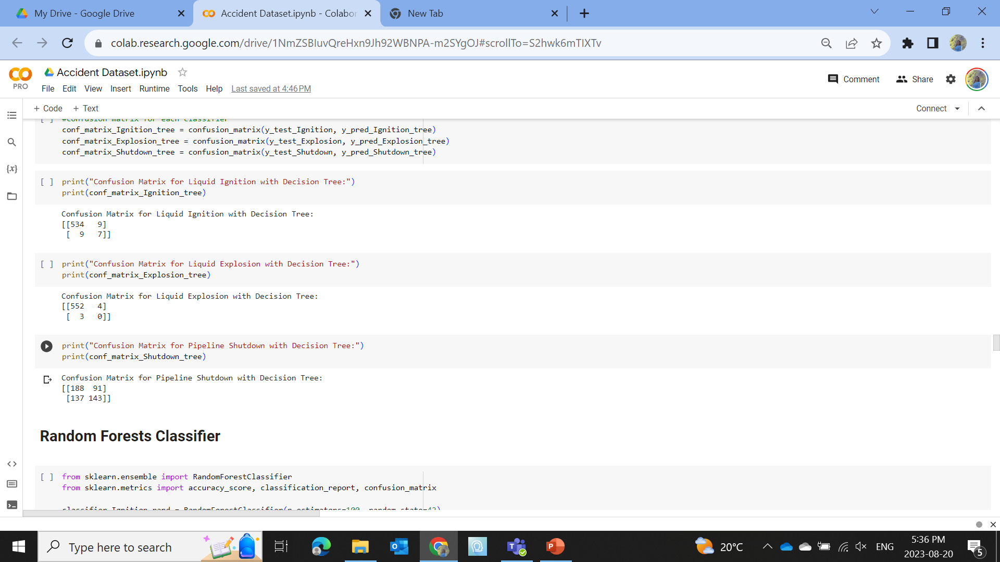 My Drive - Google Drive
Accident Dataset.ipynb - Colabor
New Tab
colab.research.google.com/drive/1NmZSBIuvQreHxn9Jh92WBNPA-m2SYgOJ#scrollTo=S2hwk6mTIXTv
PRO
Accident Dataset.ipynb
File Edit View Insert Runtime Tools Help Last saved at 4:46 PM
Comment Share
+ Code + Text
Connect
[ ] #confusion matrix for each classifier
conf_matrix_Ignition_tree = confusion_matrix(y_test_Ignition, y_pred_Ignition_tree)
conf_matrix_Explosion_tree = confusion_matrix(y_test_Explosion, y_pred_Explosion_tree)
conf_matrix_Shutdown_tree = confusion_matrix(y_test_Shutdown, y_pred_Shutdown_tree)
{x}
[ ] print("Confusion Matrix for Liquid Ignition with Decision Tree:")
print(conf_matrix_Ignition_tree)
Confusion Matrix for Liquid Ignition with Decision Tree:
[[534   9]
 [  9   7]]
[ ] print("Confusion Matrix for Liquid Explosion with Decision Tree:")
print(conf_matrix_Explosion_tree)
Confusion Matrix for Liquid Explosion with Decision Tree:
[[552   4]
 [  3   0]]
print("Confusion Matrix for Pipeline Shutdown with Decision Tree:")
print(conf_matrix_Shutdown_tree)
Confusion Matrix for Pipeline Shutdown with Decision Tree:
[[188  91]
 [137 143]]
Random Forests Classifier
[ ] from sklearn.ensemble import RandomForestClassifier
from sklearn.metrics import accuracy_score, classification_report, confusion_matrix
classifier_Ignition_rand = RandomForestClassifier(n_estimators=100, random_state=42)
Type here to search
20°C
ENG
5:36 PM
2023-08-20
5